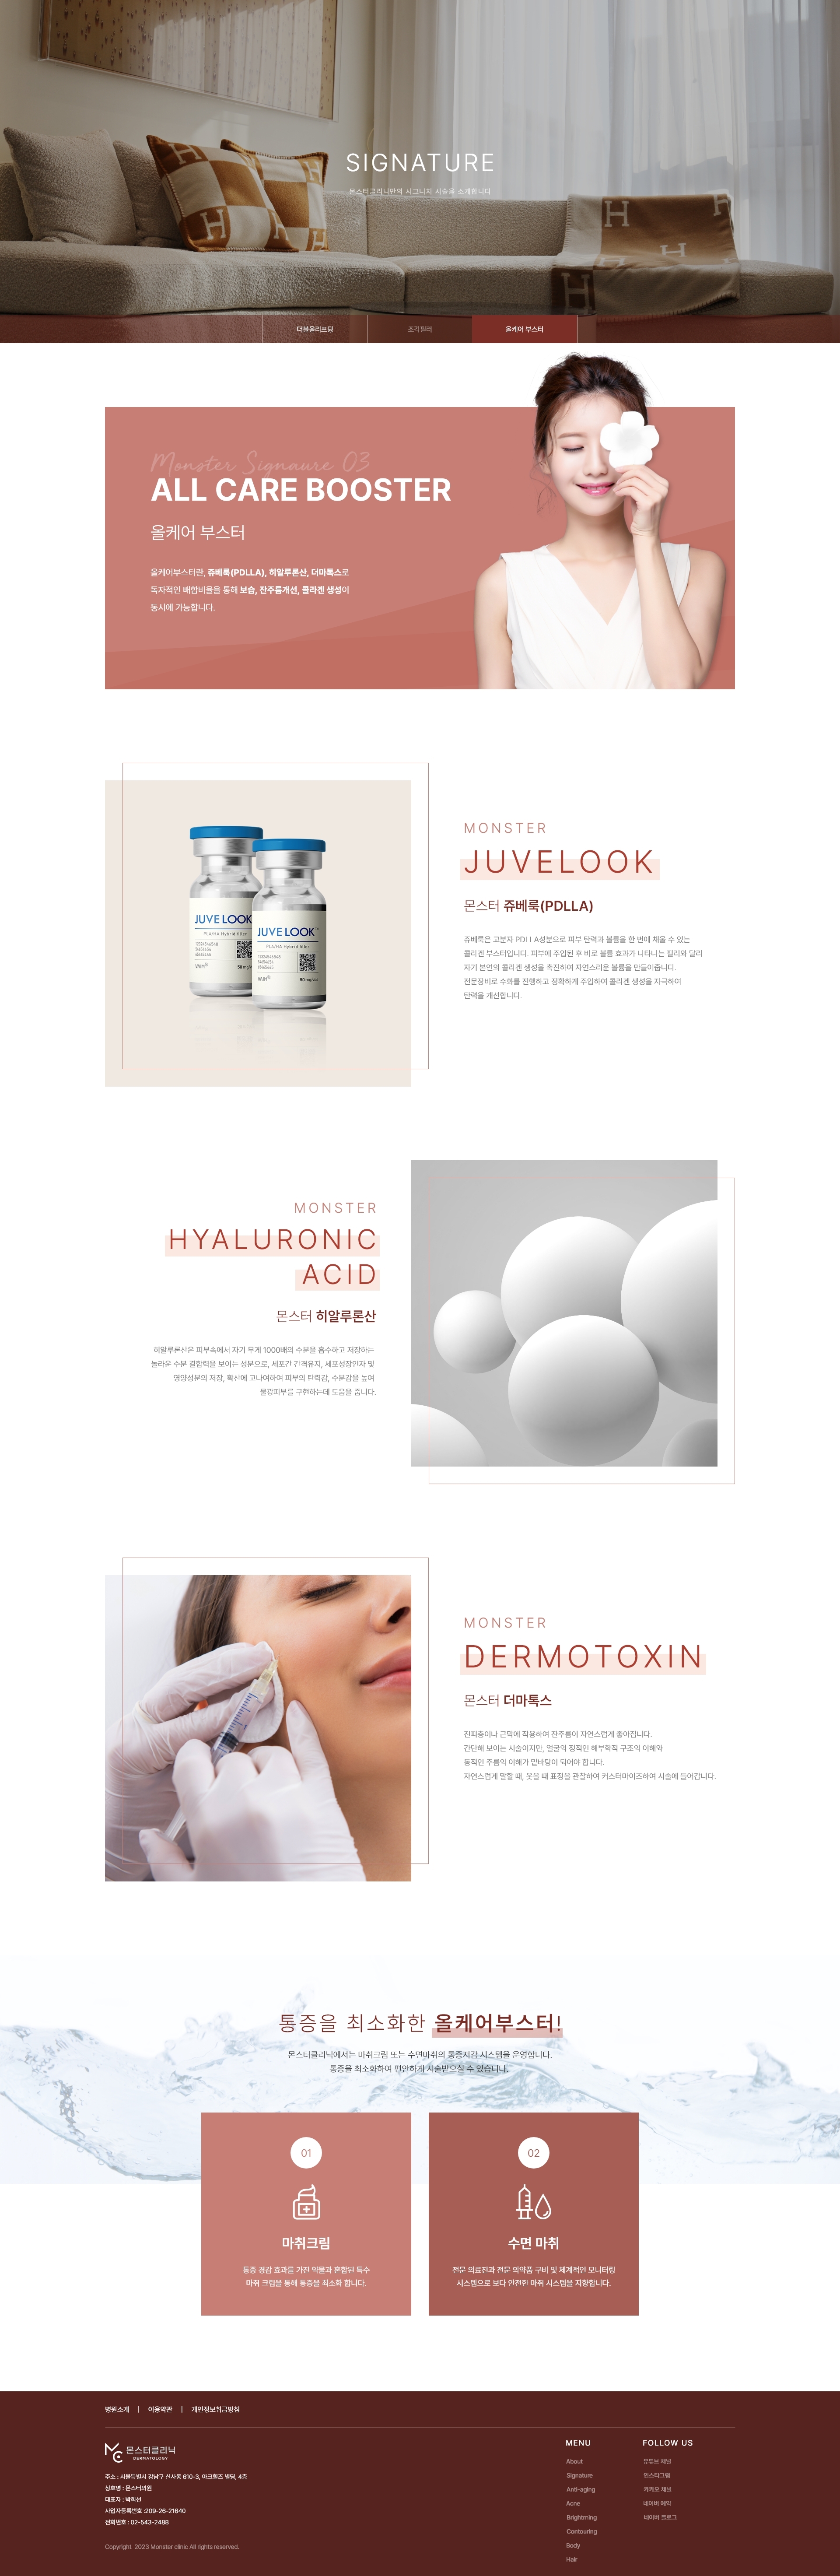 SIGNATURE
몬스터클리닉만의 시그니처 시술을 소개합니다
더블올리프팅
조각필러
올케어 부스터
Monster Signaure 03
ALL CARE BOOSTER
올케어 부스터
올케어부스터란, 쥬베룩(PDLLA), 히알루론산, 더마톡스로
독자적인 배합비율을 통해 보습, 잔주름개선, 콜라겐 생성이
동시에 가능합니다.
JUVE LOOK
PLA/HA Hybrid filler
JUVE LOOK™
PLA/HA Hybrid filler
MONSTER
JUVELOOK
몬스터 쥬베룩(PDLLA)
쥬베룩은 고분자 PDLLA성분으로 피부 탄력과 볼륨을 한 번에 채울 수 있는
콜라겐 부스터입니다. 피부에 주입된 후 바로 볼륨 효과가 나타나는 필러와 달리
자기 본연의 콜라겐 생성을 촉진하여 자연스러운 볼륨을 만들어줍니다.
전문장비로 수화를 진행하고 정확하게 주입하여 콜라겐 생성을 자극하여
탄력을 개선합니다.
MONSTER
HYALURONIC
ACID
몬스터 히알루론산
히알루론산은 피부속에서 자기 무게 1000배의 수분을 흡수하고 저장하는
놀라운 수분 결합력을 보이는 성분으로, 세포간 간격유지, 세포성장인자 및
영양성분의 저장, 확산에 고나여하여 피부의 탄력감, 수분감을 높여
물광피부를 구현하는데 도움을 줍니다.
MONSTER
DERMOTOXIN
몬스터 더마톡스
진피층이나 근막에 작용하여 잔주름이 자연스럽게 좋아집니다.
간단해 보이는 시술이지만, 얼굴의 정적인 해부학적 구조의 이해와
동적인 주름의 이해가 밑바탕이 되어야 합니다.
자연스럽게 말할 때, 웃을 때 표정을 관찰하여 커스터마이즈하여 시술에 들어갑니다.
통증을 최소화한 올케어부스터!
몬스터클리닉에서는 마취크림 또는 수면마취의 통증저감 시스템을 운영합니다.
통증을 최소화하여 편안하게 시술받으실 수 있습니다.
01
마취크림
통증 경감 효과를 가진 약물과 혼합된 특수
마취 크림을 통해 통증을 최소화 합니다.
02
수면 마취
전문 의료진과 전문 의약품 구비 및 체계적인 모니터링
시스템으로 보다 안전한 마취 시스템을 지향합니다.
병원소개 | 이용약관 | 개인정보취급방침
몬스터클리닉
DERMATOLOGY
주소 : 서울특별시 강남구 신사동 610-3, 아크힐즈 빌딩, 4층
상호명 : 몬스터의원
대표자 : 박희선
사업자등록번호 :209-26-21640
전화번호 : 02-543-2488
Copyright 2023 Monster clinic All rights reserved.
MENU
About
Signature
Anti-aging
Acne
Brightming
Contouring
Body
Hair
FOLLOW US
유튜브 채널
인스타그램
카카오 채널
네이버 예약
네이버 블로그